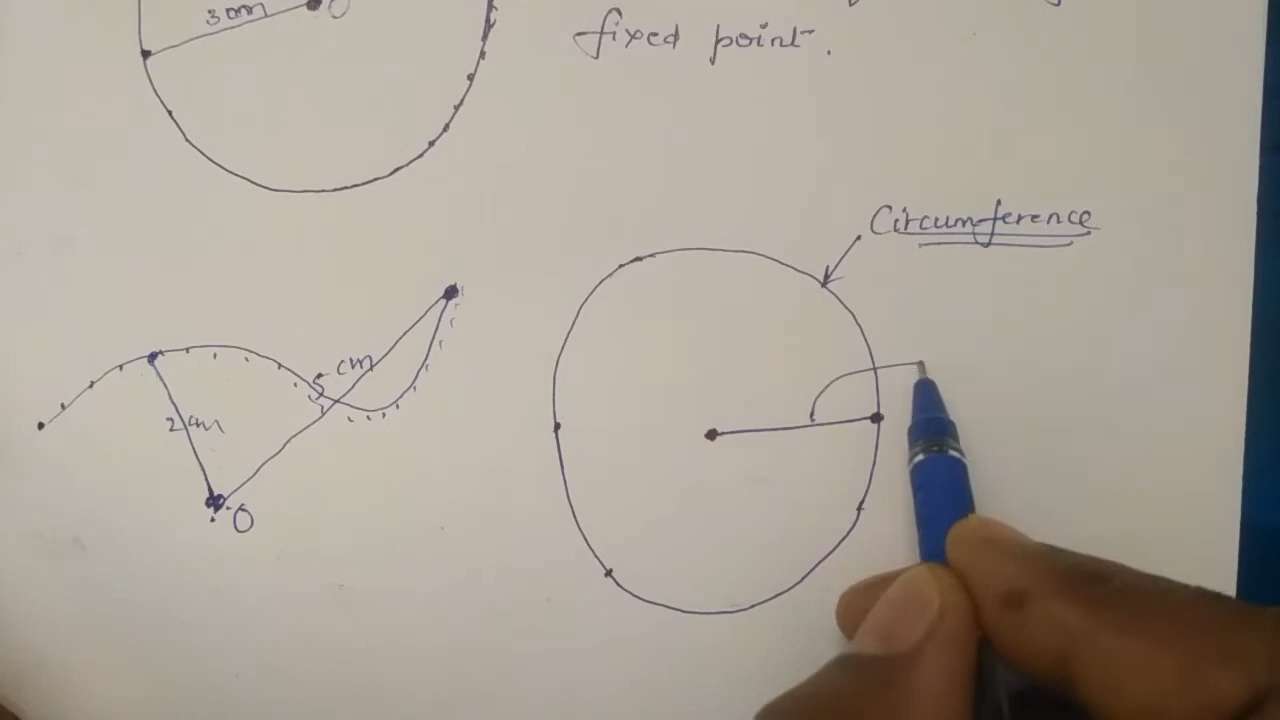 3 cm O
fixed point.
Circumference
5 cm
2 cm
O